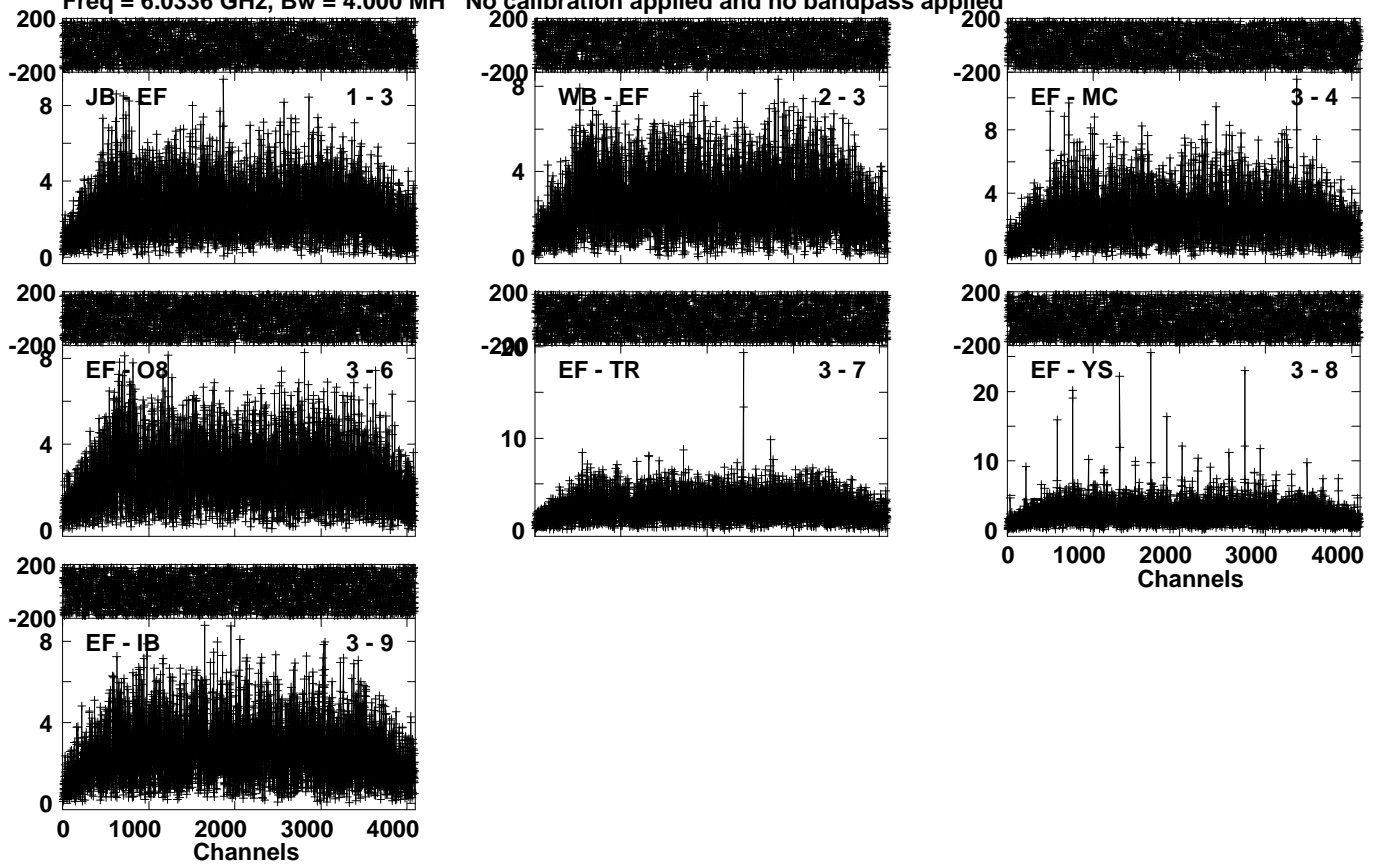 Freq = 6.0336 GHz, Bw = 4.000 MH No calibration applied and no bandpass applied
200
-200
JB - EF 1 - 3
8
4
0
200
-200
WB - EF 2 - 3
8
4
0
200
-200
EF - MC 3 - 4
8
4
0
200
-200
EF - O8 3 - 6
8
4
0
200
-200
20
EF - TR 3 - 7
10
0
200
-200
EF - YS 3 - 8
20
10
0
0 1000 2000 3000 4000
Channels
200
-200
EF - IB 3 - 9
8
4
0
0 1000 2000 3000 4000
Channels